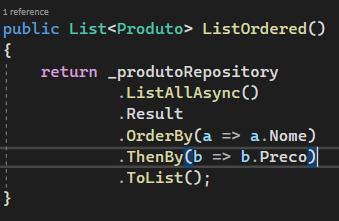 1 reference
public List<Produto> ListOrdered()
{
return _produtoRepository
.ListAllAsync()
.Result
.OrderBy(a => a.Nome)
.ThenBy(b => b.Preco)
.ToList();
}